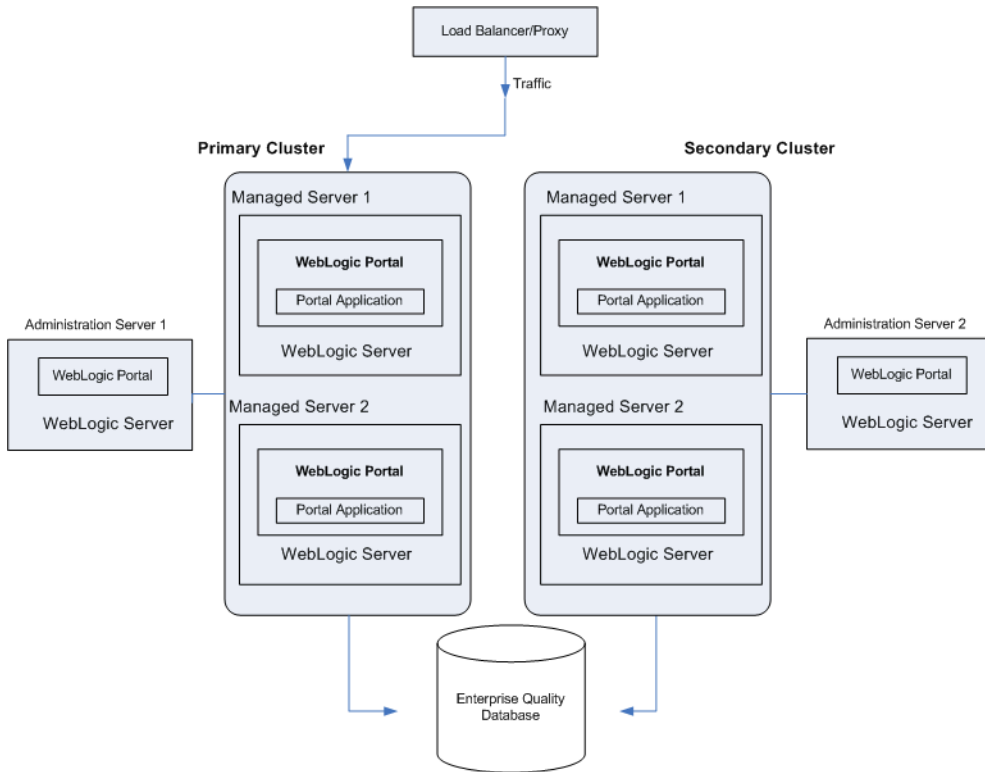 Load Balancer/Proxy
Traffic
Primary Cluster
Secondary Cluster
Managed Server 1
WebLogic Portal
Portal Application
WebLogic Server
Managed Server 2
WebLogic Portal
Portal Application
WebLogic Server
Managed Server 1
WebLogic Portal
Portal Application
WebLogic Server
Managed Server 2
WebLogic Portal
Portal Application
WebLogic Server
Administration Server 1
WebLogic Portal
WebLogic Server
Administration Server 2
WebLogic Portal
WebLogic Server
Enterprise Quality
Database